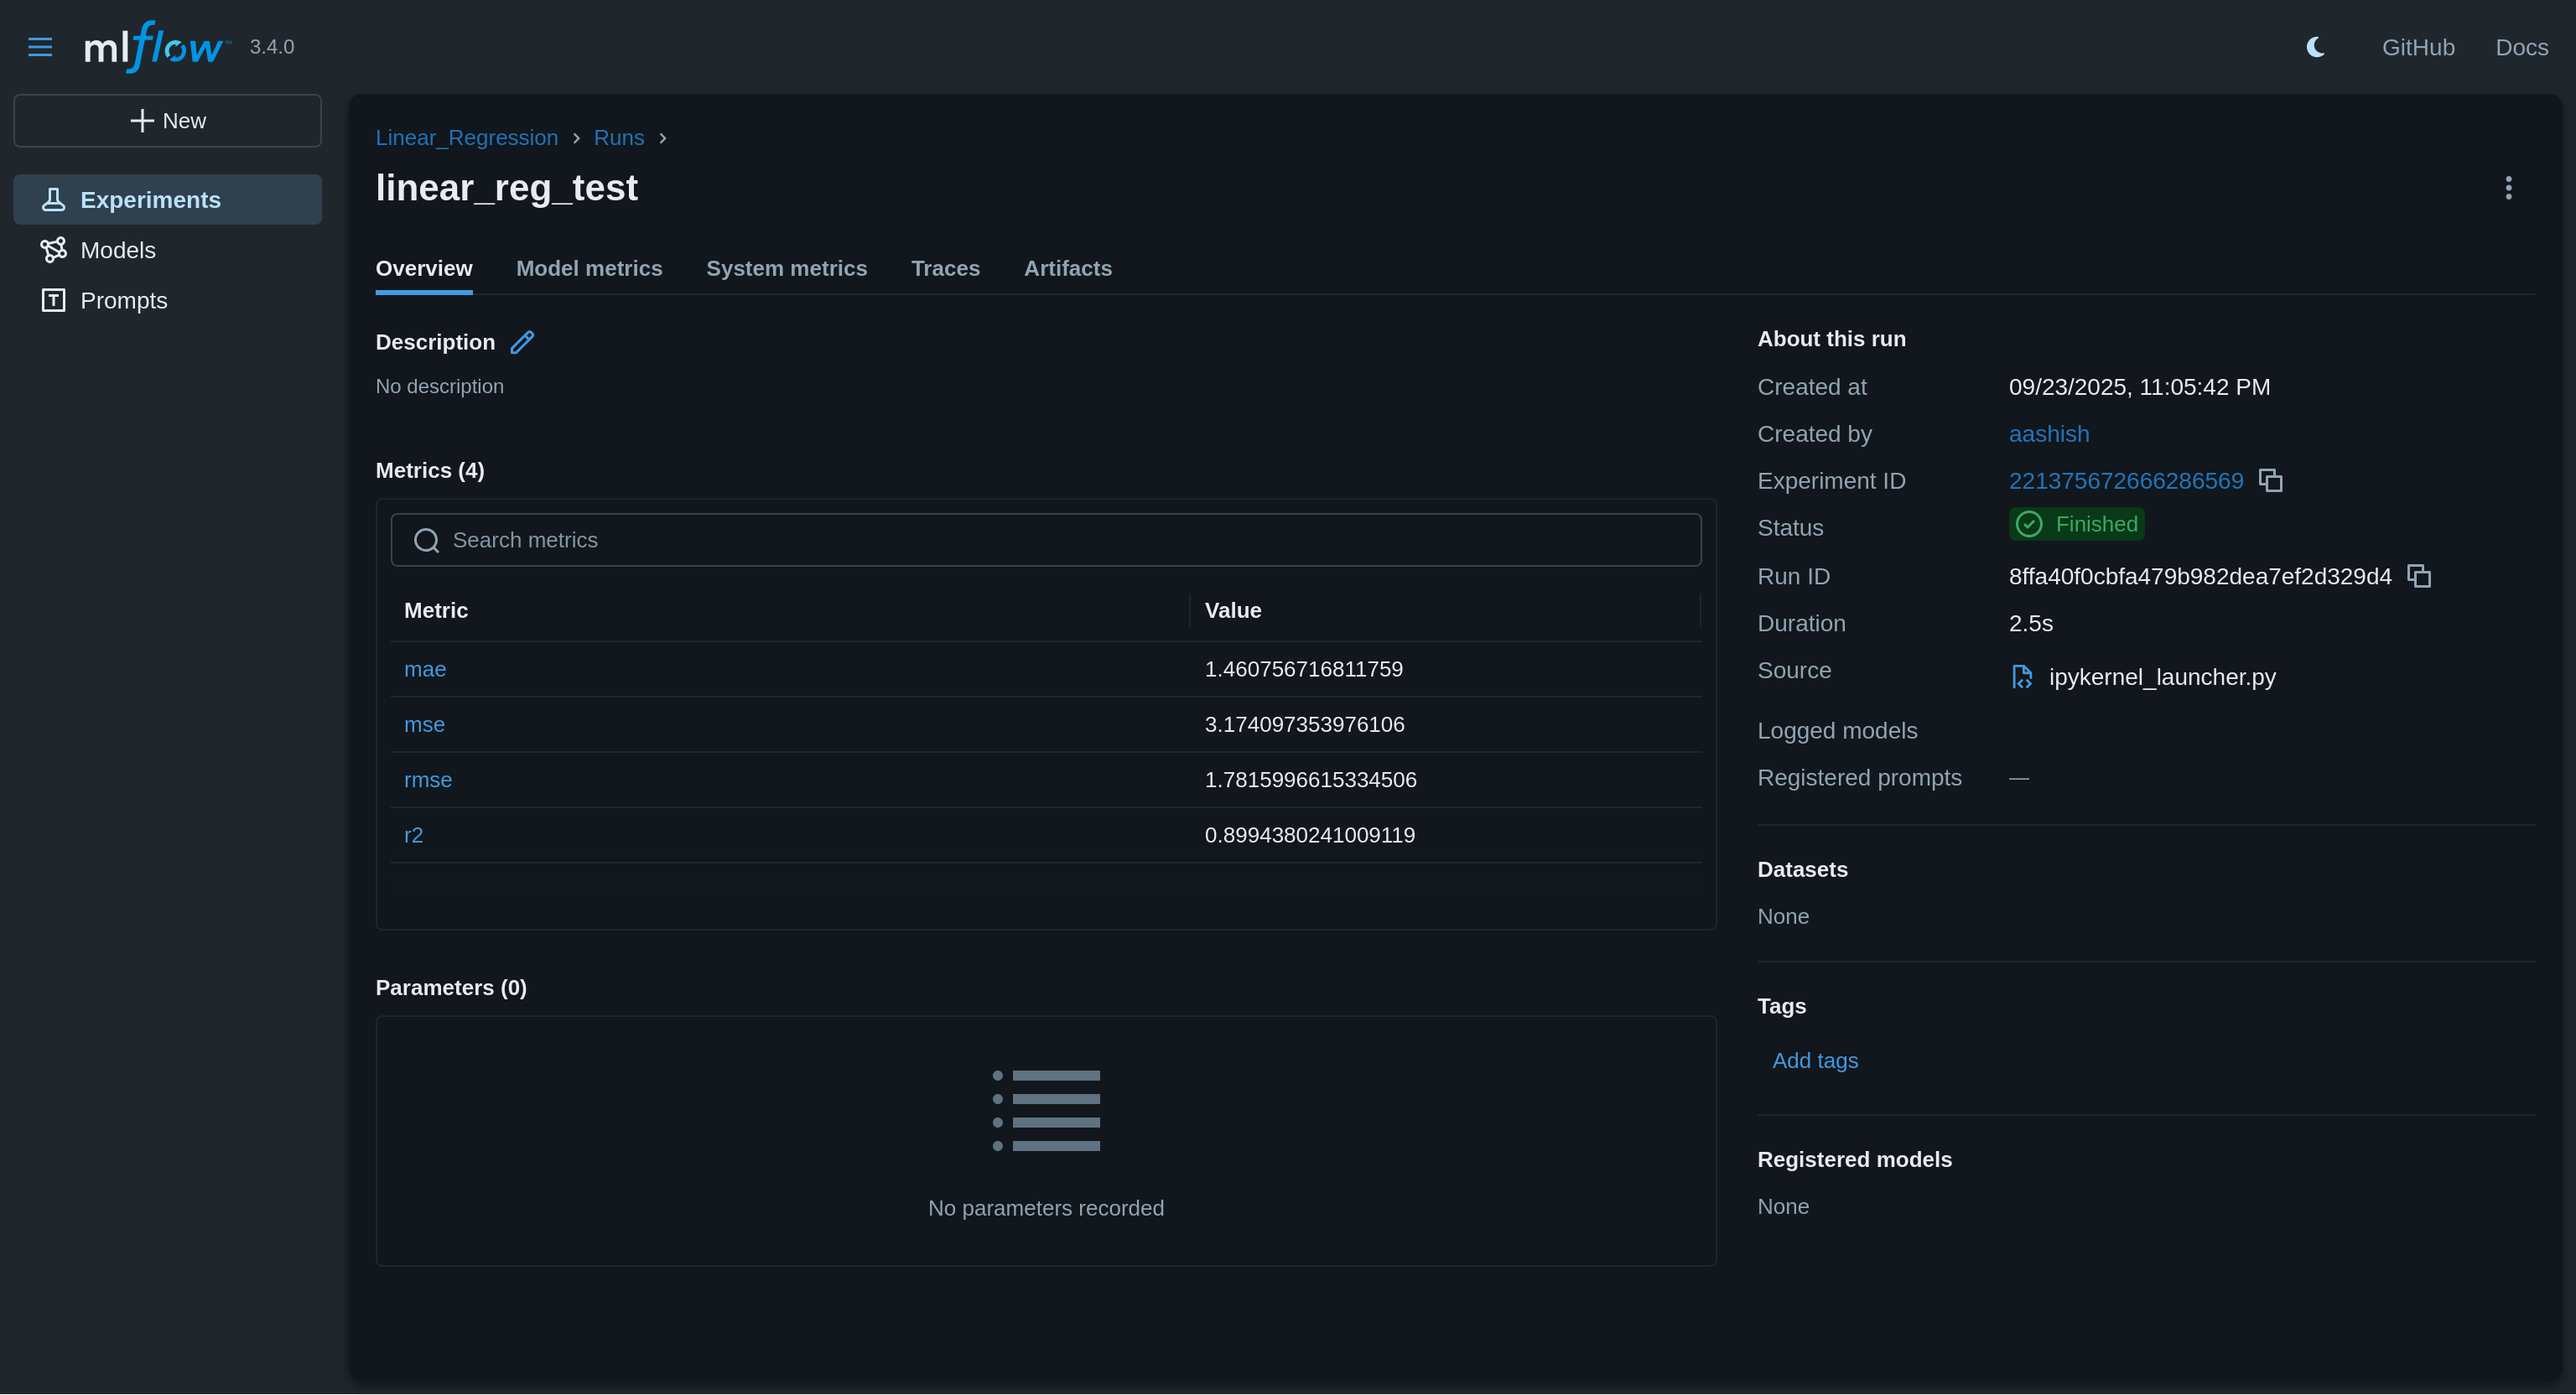 mlflow™ 3.4.0
GitHub Docs
New
Experiments
Models
Prompts
Linear_Regression > Runs >
linear_reg_test
Overview Model metrics System metrics Traces Artifacts
Description
No description
Metrics (4)
Search metrics
Metric Value
mae 1.460756716811759
mse 3.174097353976106
rmse 1.7815996615334506
r2 0.8994380241009119
Parameters (0)
No parameters recorded
About this run
Created at 09/23/2025, 11:05:42 PM
Created by aashish
Experiment ID 221375672666286569
Status Finished
Run ID 8ffa40f0cbfa479b982dea7ef2d329d4
Duration 2.5s
Source ipykernel_launcher.py
Logged models
Registered prompts —
Datasets
None
Tags
Add tags
Registered models
None